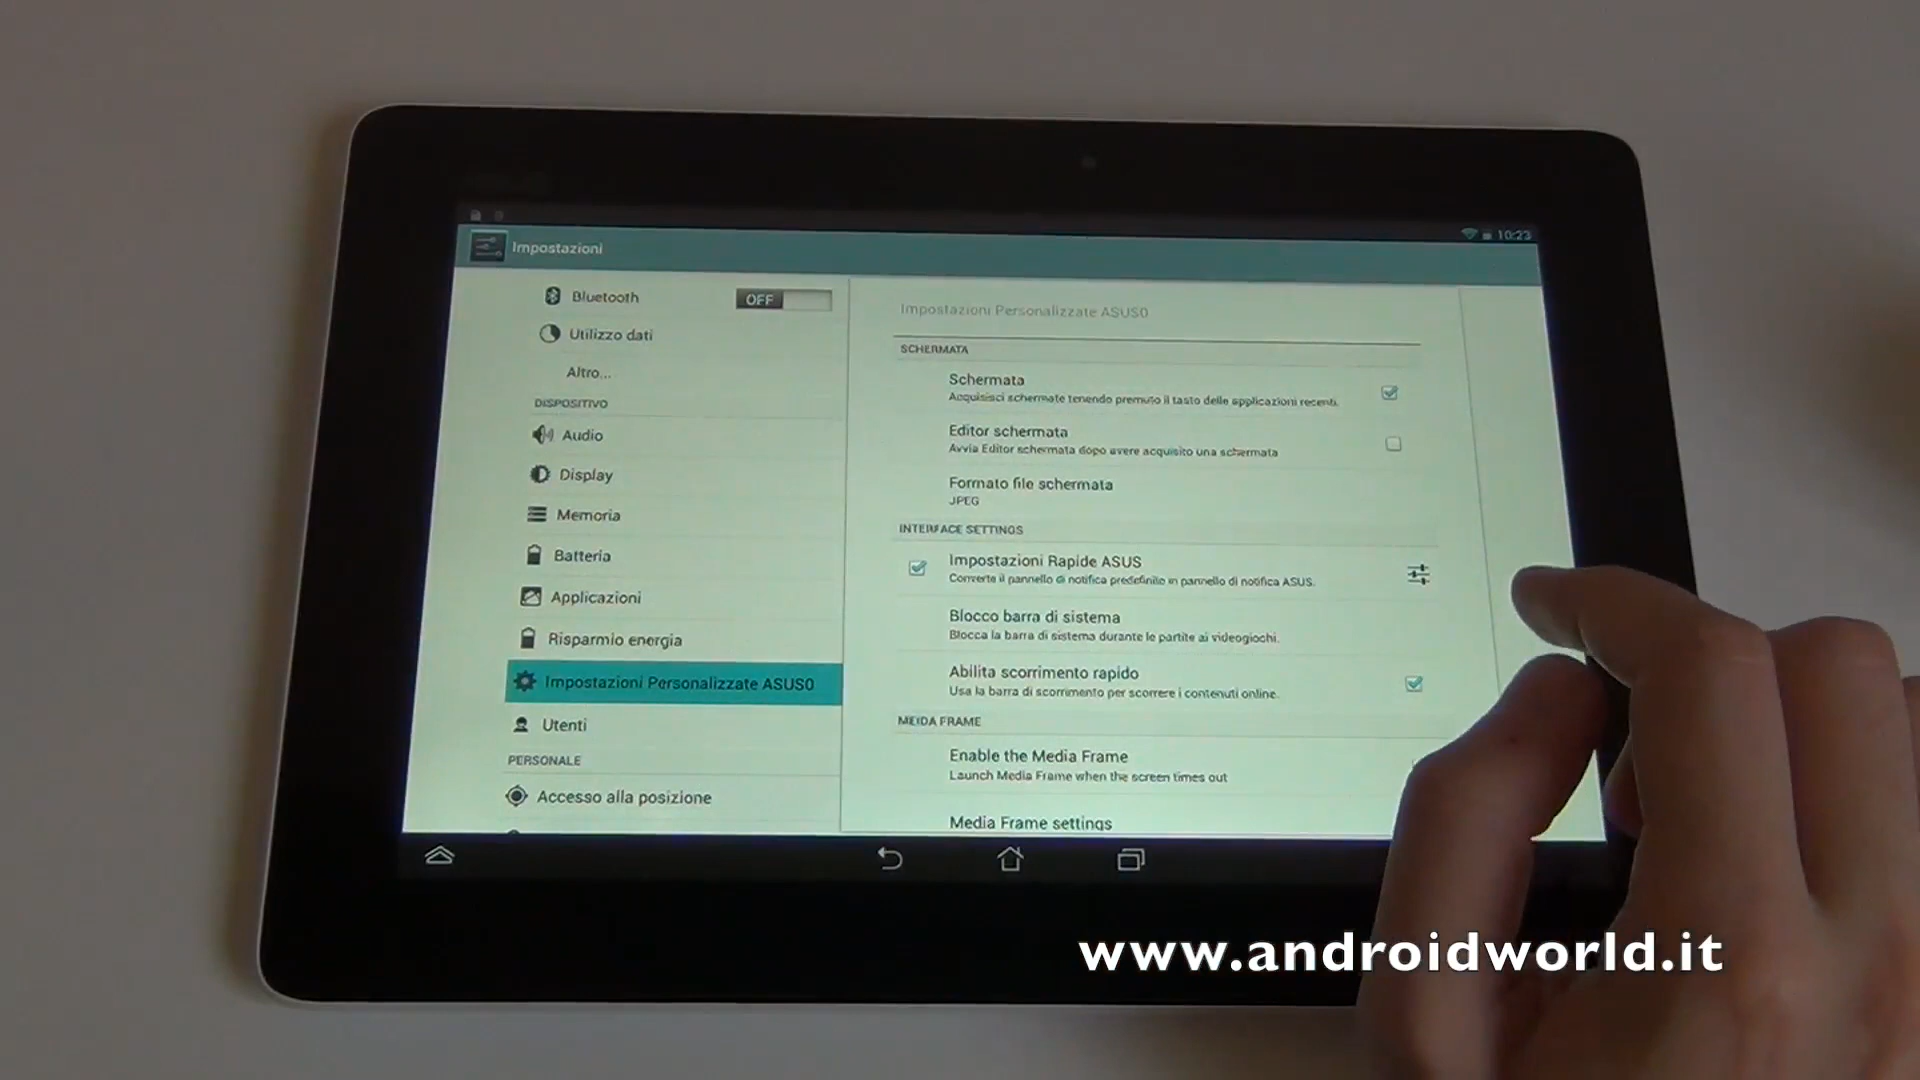 10:23
Impostazioni
Bluetooth
OFF
Utilizzo dati
Altro...
DISPOSITIVO
Audio
Display
Memoria
Batteria
Applicazioni
Risparmio energia
Impostazioni Personalizzate ASUS0
Utenti
PERSONALE
Accesso alla posizione
Impostazioni Personalizzate ASUS0
SCHERMATA
Schermata
Acquisisci schermate tenendo premuto il tasto delle applicazioni recenti.
Editor schermata
Avvia Editor schermata dopo avere acquisito una schermata
Formato file schermata
JPEG
INTERFACE SETTINGS
Impostazioni Rapide ASUS
Converte il pannello di notifica predefinito in pannello di notifica ASUS.
Blocco barra di sistema
Blocca la barra di sistema durante le partite ai videogiochi.
Abilita scorrimento rapido
Usa la barra di scorrimento per scorrere i contenuti online.
MEIDA FRAME
Enable the Media Frame
Launch Media Frame when the screen times out
Media Frame settings
www.androidworld.it